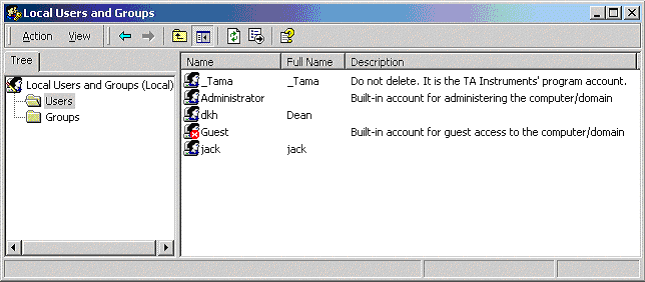 Local Users and Groups
Action View
Tree
Local Users and Groups (Local)
Users
Groups
Name Full Name Description
_Tama _Tama Do not delete. It is the TA Instruments' program account.
Administrator Built-in account for administering the computer/domain
dkh Dean
Guest Built-in account for guest access to the computer/domain
jack jack